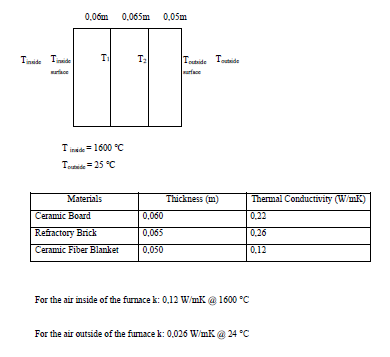 0,06m 0,065m 0,05m
Tinside Tinside T1 T2 Toutside Toutside
surface surface
T inside = 1600 °C
Toutside = 25 °C
Materials Thickness (m) Thermal Conductivity (W/mK)
Ceramic Board 0,060 0,22
Refractory Brick 0,065 0,26
Ceramic Fiber Blanket 0,050 0,12
For the air inside of the furnace k: 0,12 W/mK @ 1600 °C
For the air outside of the furnace k: 0,026 W/mK @ 24 °C